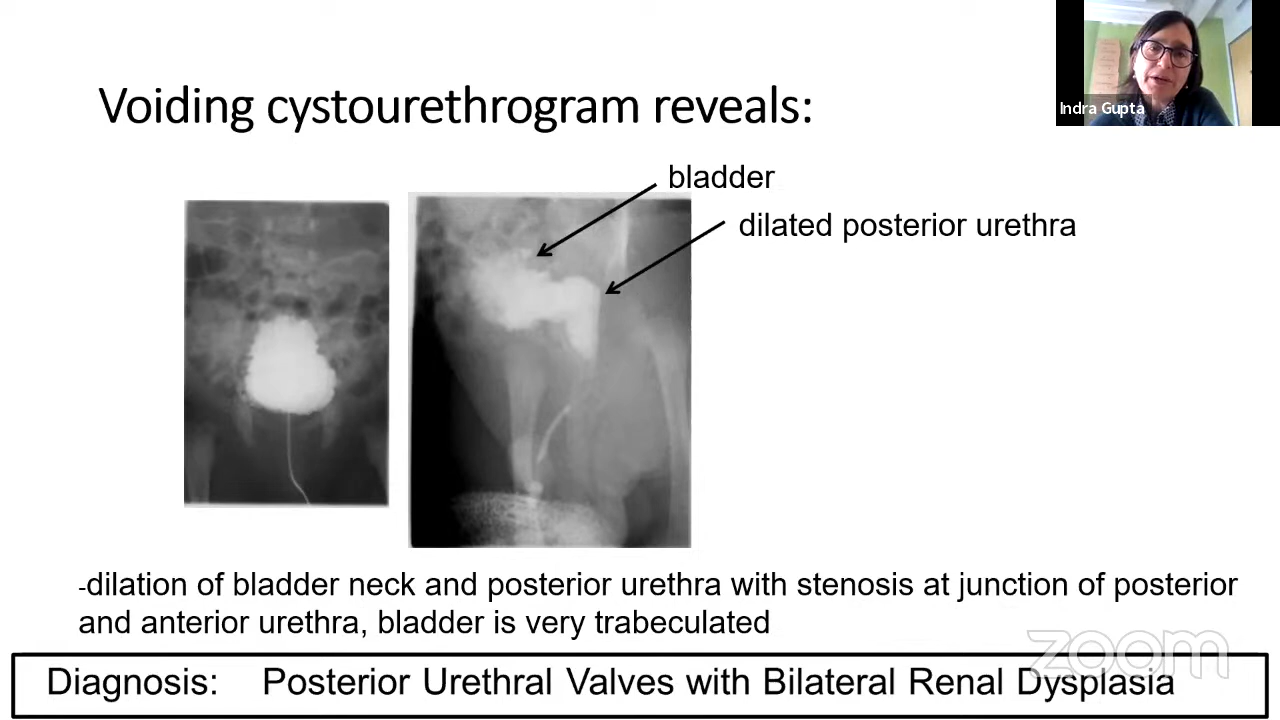 Indra Gupta
Voiding cystourethrogram reveals:
bladder
dilated posterior urethra
-dilation of bladder neck and posterior urethra with stenosis at junction of posterior
and anterior urethra, bladder is very trabeculated
zoom
Diagnosis: Posterior Urethral Valves with Bilateral Renal Dysplasia